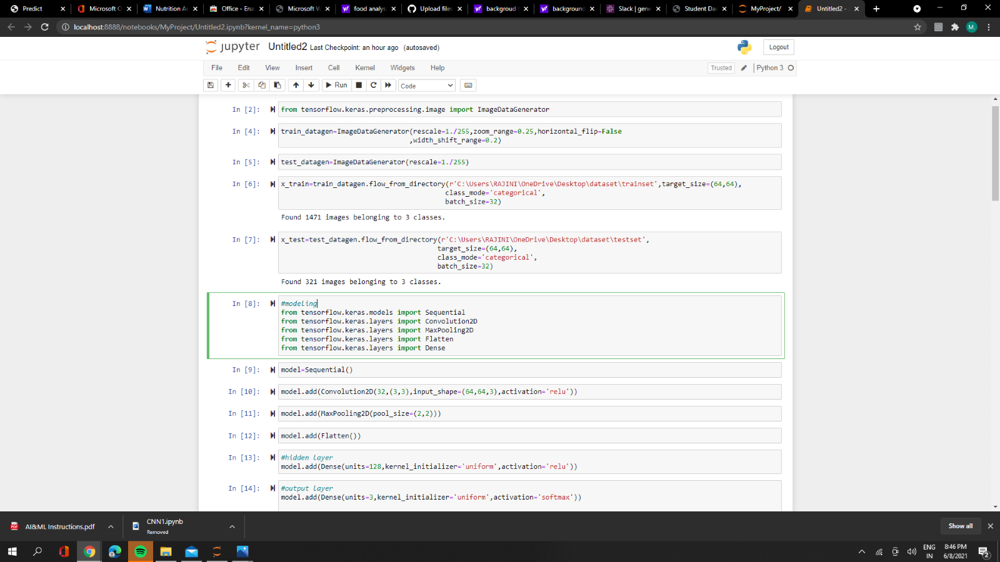 Predict
Microsoft O
Nutrition A
Office - Ena
Microsoft W
food analys
Upload files
backgroud
background
Slack | gene
Student Da
MyProject/
Untitled2 -
localhost:8888/notebooks/MyProject/Untitled2.ipynb?kernel_name=python3
M.
jupyter Untitled2 Last Checkpoint: an hour ago (autosaved)
Logout
File Edit View Insert Cell Kernel Widgets Help
Trusted
Python 3
Run
Code
In [2]: from tensorflow.keras.preprocessing.image import ImageDataGenerator
In [4]: train_datagen=ImageDataGenerator(rescale=1./255,zoom_range=0.25,horizontal_flip=False
,width_shift_range=0.2)
In [5]: test_datagen=ImageDataGenerator(rescale=1./255)
In [6]: x_train=train_datagen.flow_from_directory(r'C:\Users\RAJINI\OneDrive\Desktop\dataset\trainset',target_size=(64,64),
class_mode='categorical',
batch_size=32)
Found 1471 images belonging to 3 classes.
In [7]: x_test=test_datagen.flow_from_directory(r'C:\Users\RAJINI\OneDrive\Desktop\dataset\testset',
target_size=(64,64),
class_mode='categorical',
batch_size=32)
Found 321 images belonging to 3 classes.
In [8]: #modeling
from tensorflow.keras.models import Sequential
from tensorflow.keras.layers import Convolution2D
from tensorflow.keras.layers import MaxPooling2D
from tensorflow.keras.layers import Flatten
from tensorflow.keras.layers import Dense
In [9]: model=Sequential()
In [10]: model.add(Convolution2D(32,(3,3),input_shape=(64,64,3),activation='relu'))
In [11]: model.add(MaxPooling2D(pool_size=(2,2)))
In [12]: model.add(Flatten())
In [13]: #hidden layer
model.add(Dense(units=128,kernel_initializer='uniform',activation='relu'))
In [14]: #output layer
model.add(Dense(units=3,kernel_initializer='uniform',activation='softmax'))
AI&ML Instructions.pdf
CNN1.ipynb
Removed
Show all
ENG
IN
8:46 PM
6/8/2021
2